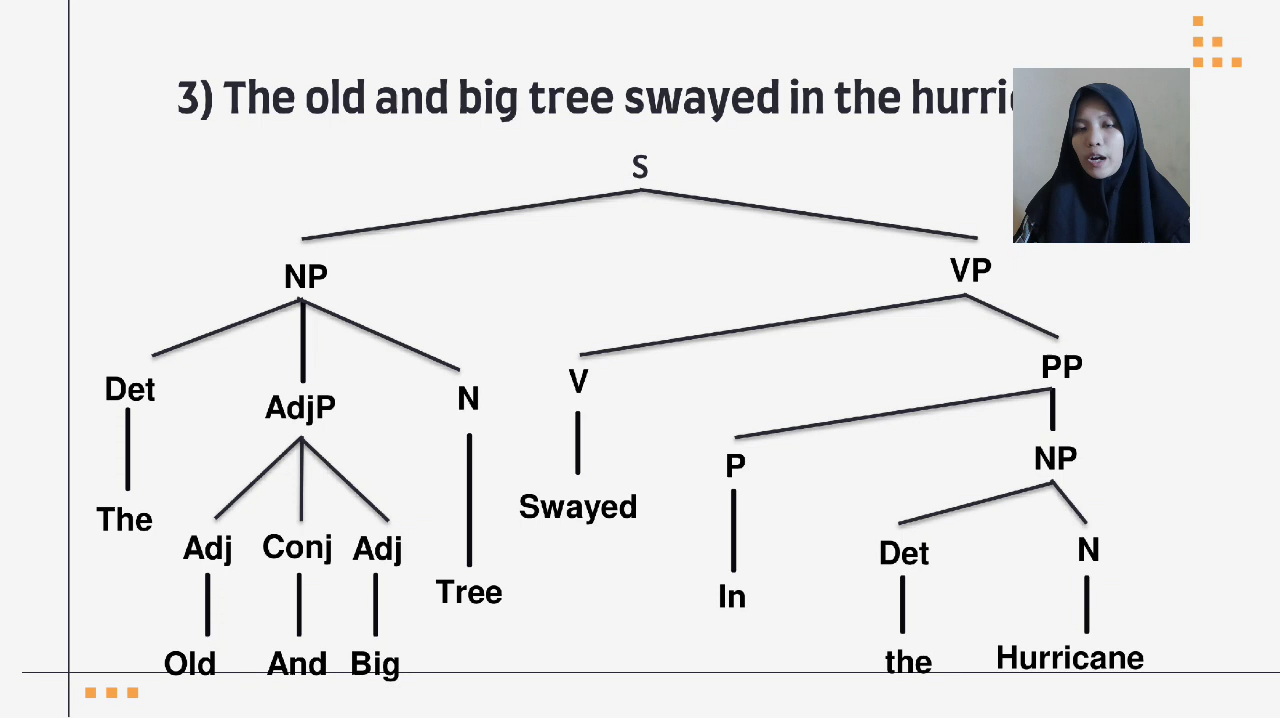 3) The old and big tree swayed in the
S
NP VP
Det AdjP N V PP
The Adj Conj Adj Tree Swayed P NP
Old And Big In Det N
the Hurricane